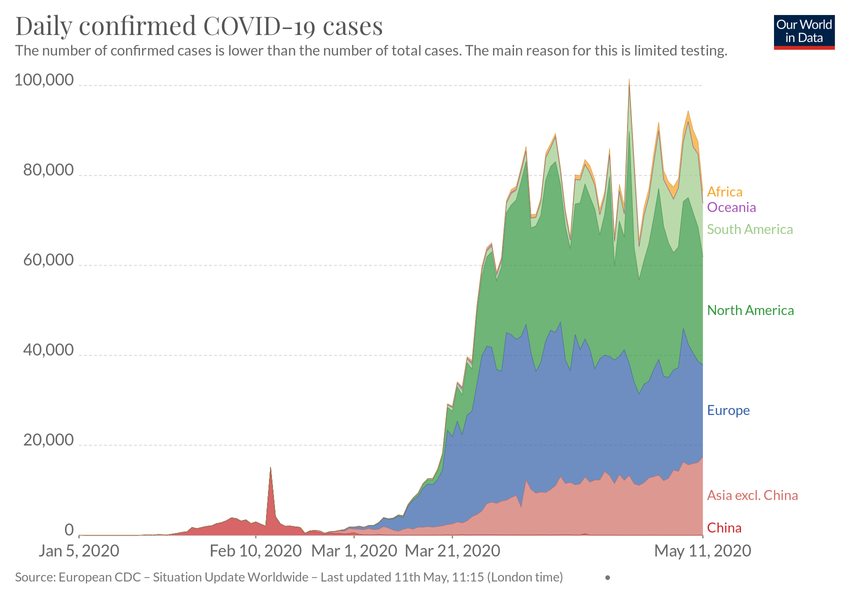 Daily confirmed COVID-19 cases
Our World
in Data
The number of confirmed cases is lower than the number of total cases. The main reason for this is limited testing.
100,000
80,000
Africa
Oceania
South America
60,000
North America
40,000
Europe
20,000
Asia excl. China
China
0
Jan 5, 2020
Feb 10, 2020
Mar 1, 2020
Mar 21, 2020
May 11, 2020
Source: European CDC – Situation Update Worldwide – Last updated 11th May, 11:15 (London time)